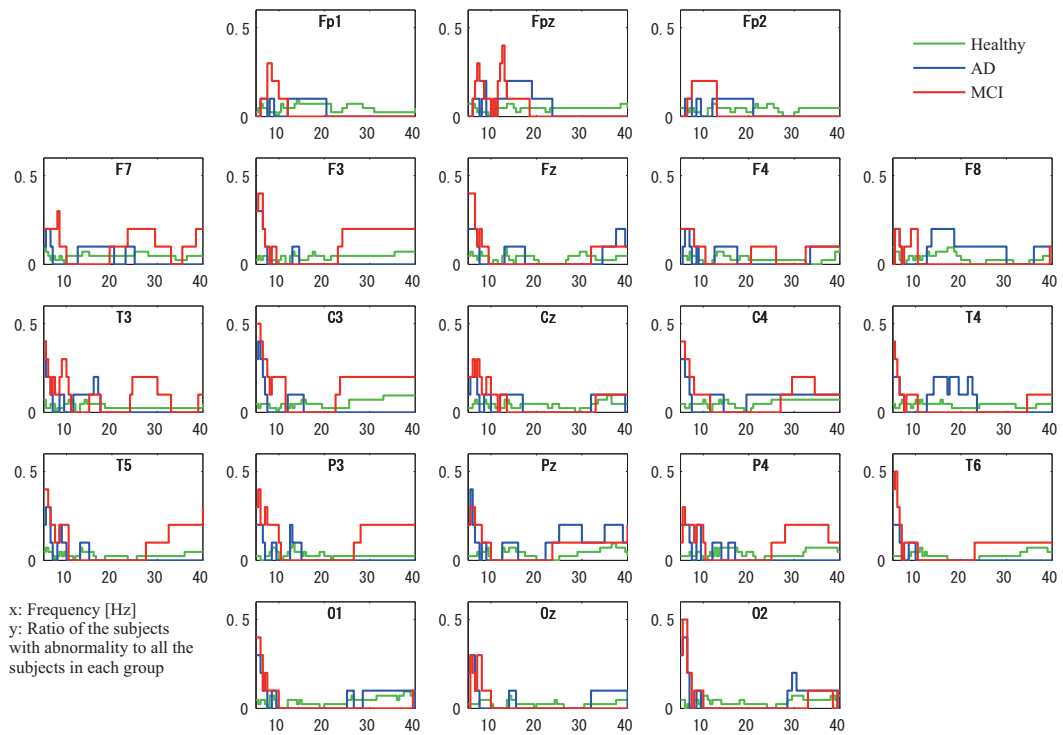 Fp1 Fpz Fp2
0.5 0.5 0.5
0 0 0
10 20 30 40 10 20 30 40 10 20 30 40
Healthy
AD
MCI
F7 F3 Fz F4 F8
0.5 0.5 0.5 0.5 0.5
0 0 0 0 0
10 20 30 40 10 20 30 40 10 20 30 40 10 20 30 40 10 20 30 40
T3 C3 Cz C4 T4
0.5 0.5 0.5 0.5 0.5
0 0 0 0 0
10 20 30 40 10 20 30 40 10 20 30 40 10 20 30 40 10 20 30 40
T5 P3 Pz P4 T6
0.5 0.5 0.5 0.5 0.5
0 0 0 0 0
10 20 30 40 10 20 30 40 10 20 30 40 10 20 30 40 10 20 30 40
x: Frequency [Hz]
y: Ratio of the subjects
with abnormality to all the
subjects in each group
O1 Oz O2
0.5 0.5 0.5
0 0 0
10 20 30 40 10 20 30 40 10 20 30 40